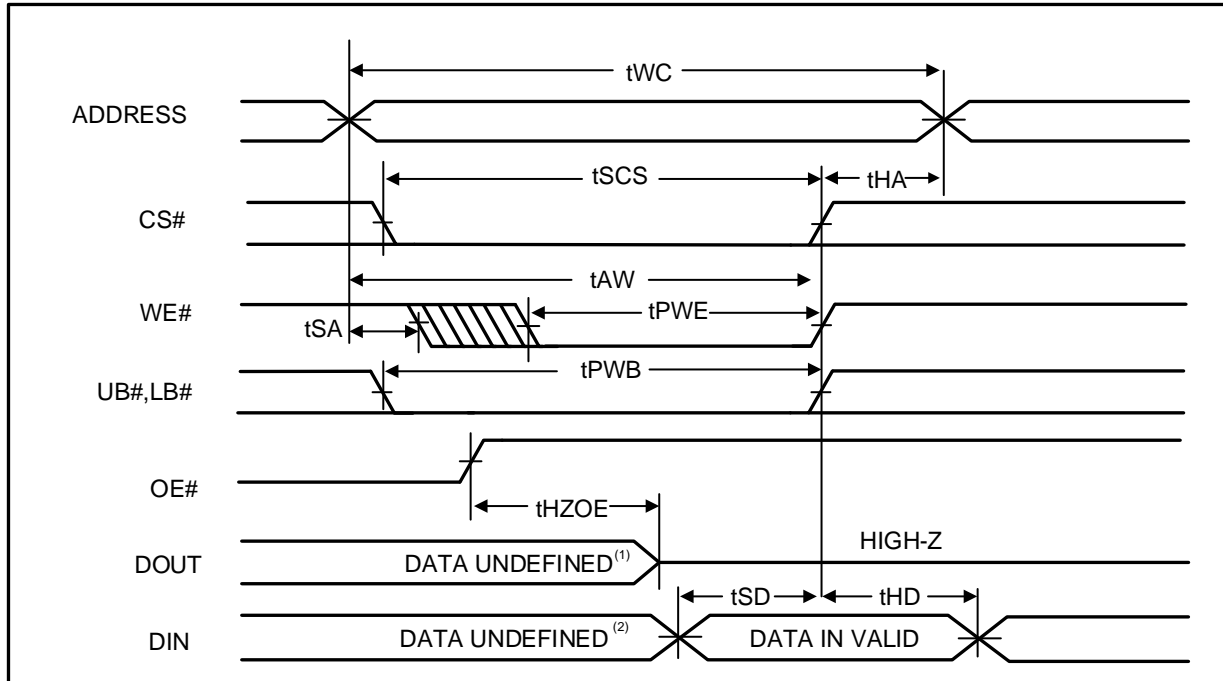 tWC
ADDRESS
tSCS
tHA
CS#
tAW
WE#
tSA
tPWE
tPWB
UB#,LB#
OE#
tHZOE
HIGH-Z
DOUT
DATA UNDEFINED (1)
tSD
tHD
DIN
DATA UNDEFINED (2)
DATA IN VALID